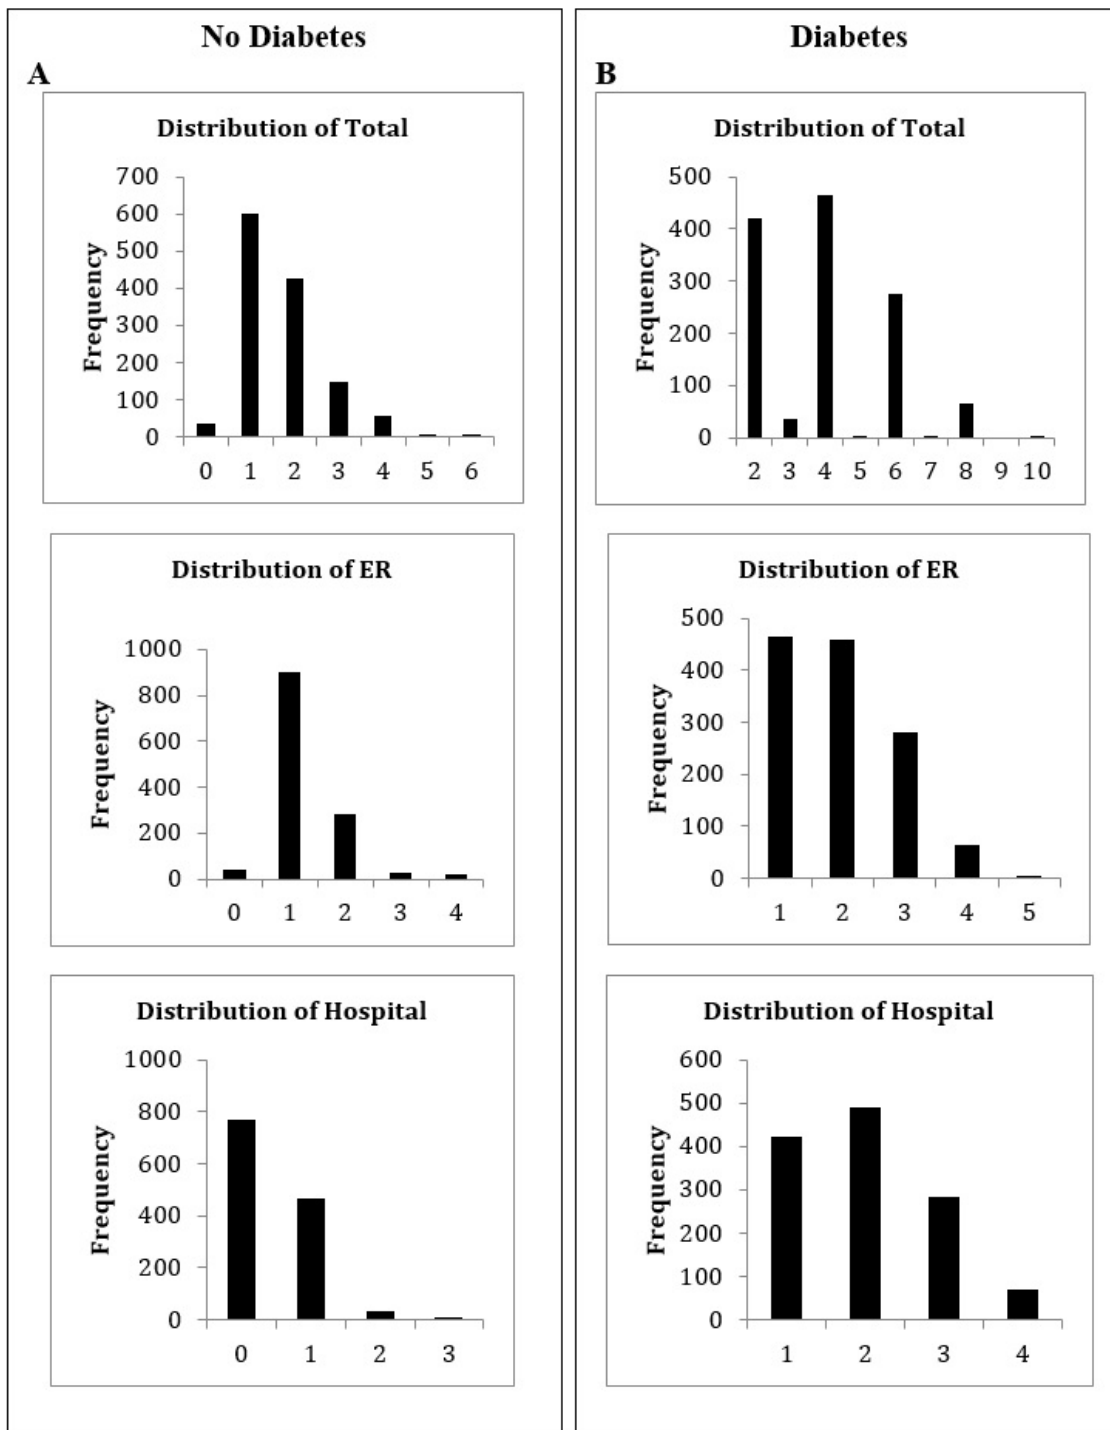 No Diabetes
A
Distribution of Total
Frequency
700
600
500
400
300
200
100
0
0 1 2 3 4 5 6
Distribution of ER
Frequency
1000
800
600
400
200
0
0 1 2 3 4
Distribution of Hospital
Frequency
1000
800
600
400
200
0
0 1 2 3
Diabetes
B
Distribution of Total
Frequency
500
400
300
200
100
0
2 3 4 5 6 7 8 9 10
Distribution of ER
Frequency
500
400
300
200
100
0
1 2 3 4 5
Distribution of Hospital
Frequency
600
500
400
300
200
100
0
1 2 3 4